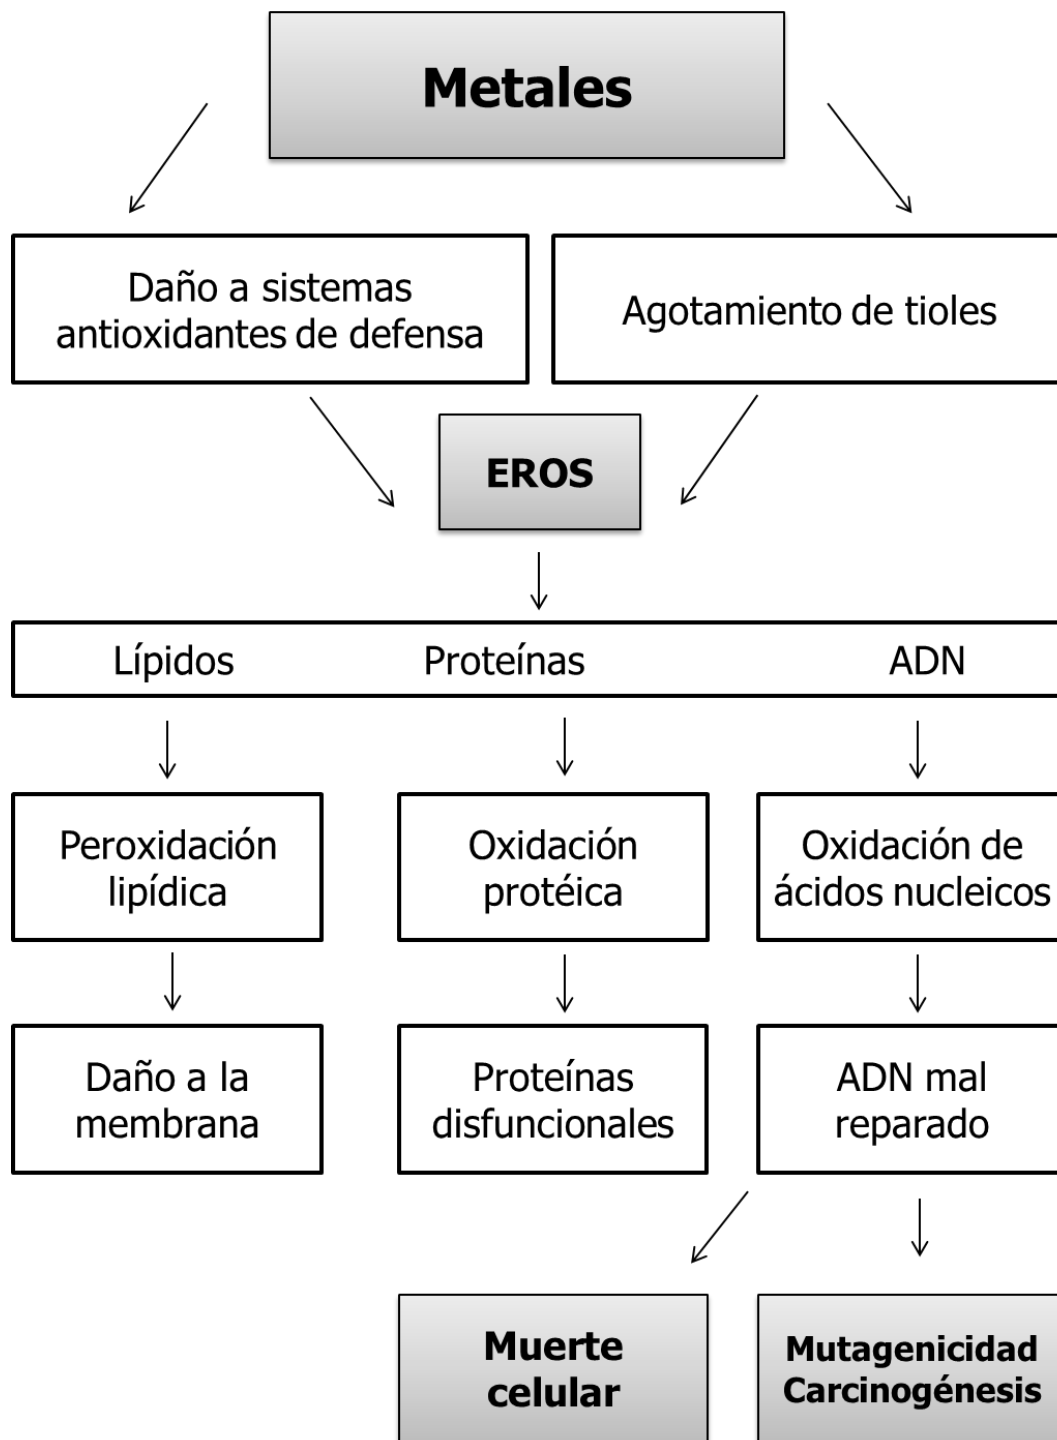 Metales
Daño a sistemas
antioxidantes de defensa
Agotamiento de tioles
EROS
Lípidos
Proteínas
ADN
Peroxidación
lipídica
Oxidación
protéica
Oxidación de
ácidos nucleicos
Daño a la
membrana
Proteínas
disfuncionales
ADN mal
reparado
Muerte
celular
Mutagenicidad
Carcinogénesis